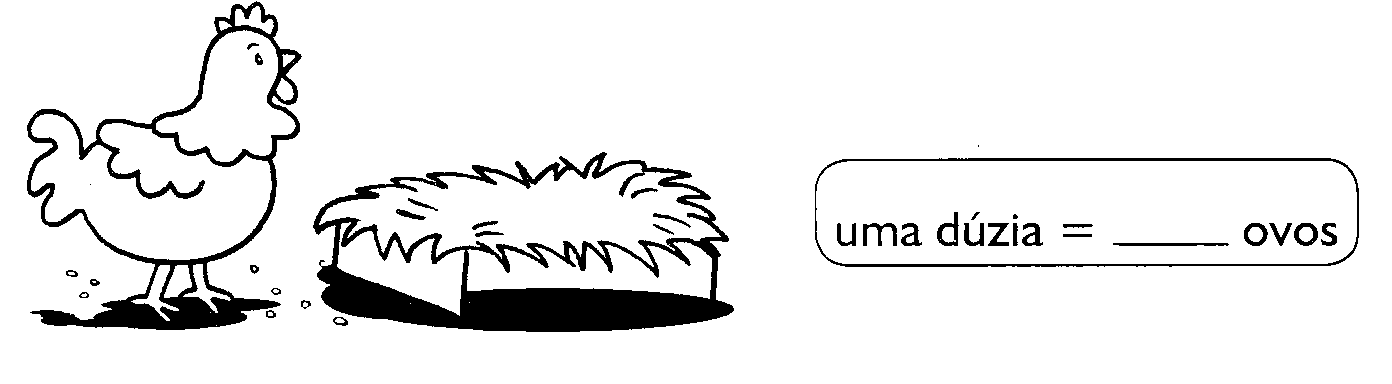 uma dúzia = _____ ovos